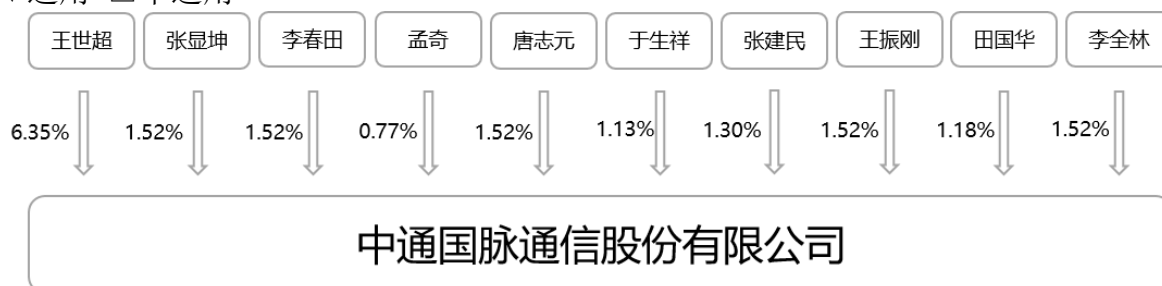 王世超 张显坤 李春田 孟奇 唐志元 于生祥 张建民 王振刚 田国华 李全林
6.35% 1.52% 1.52% 0.77% 1.52% 1.13% 1.30% 1.52% 1.18% 1.52%
中通国脉通信股份有限公司